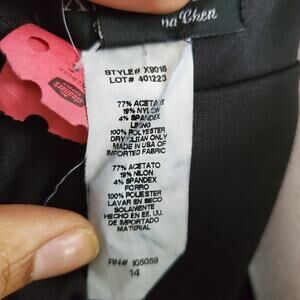 Chen
STYLE# X9016
LOT# 401223
77% ACETATE
19% NYLON
4% SPANDEX
LINING
100% POLYESTER
DRY CLEAN ONLY
MADE IN USA OF
IMPORTED FABRIC
77% ACETATO
19% NILON
4% SPANDEX
FORRO
100% POLIESTER
LAVAR EN SECO
SOLAMENTE
HECHO EN EE. UU.
DE IMPORTADO
MATERIAL
RN# 105059
14